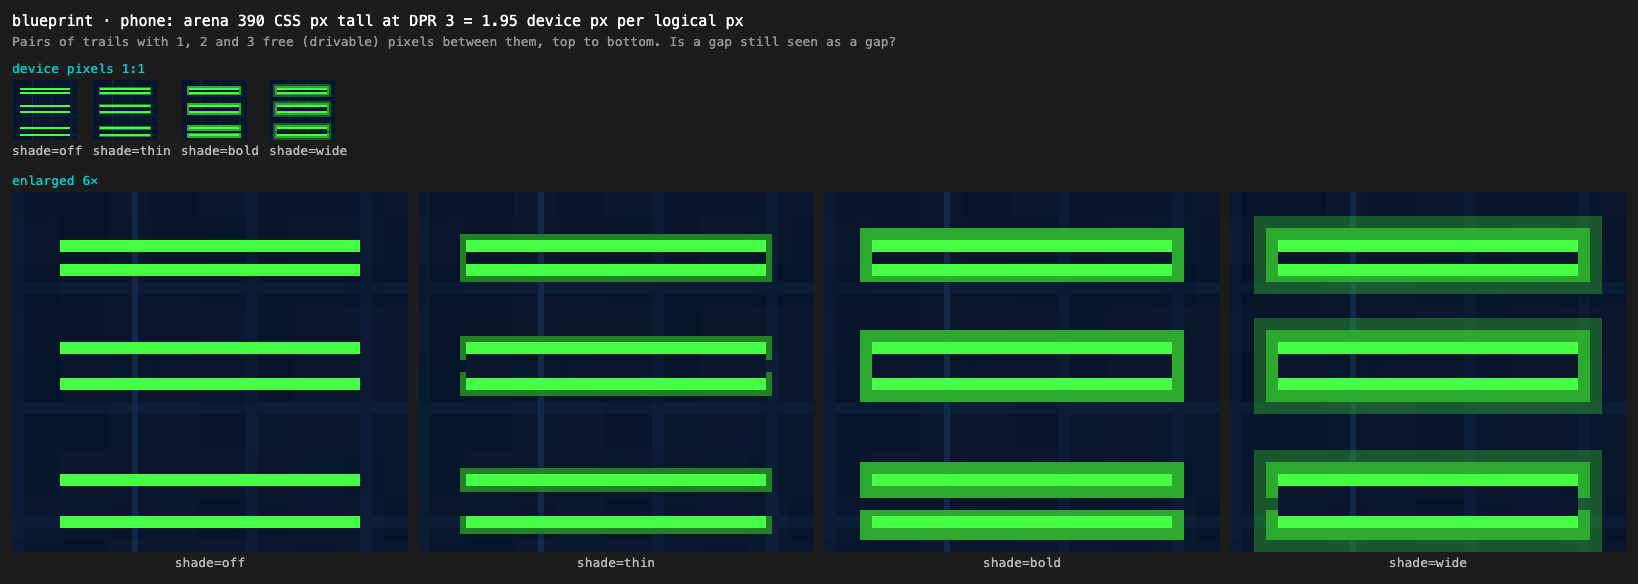 blueprint · phone: arena 390 CSS px tall at DPR 3 = 1.95 device px per logical px
Pairs of trails with 1, 2 and 3 free (drivable) pixels between them, top to bottom. Is a gap still seen as a gap?
device pixels 1:1
shade=off shade=thin shade=bold shade=wide
enlarged 6×
shade=off shade=thin shade=bold shade=wide